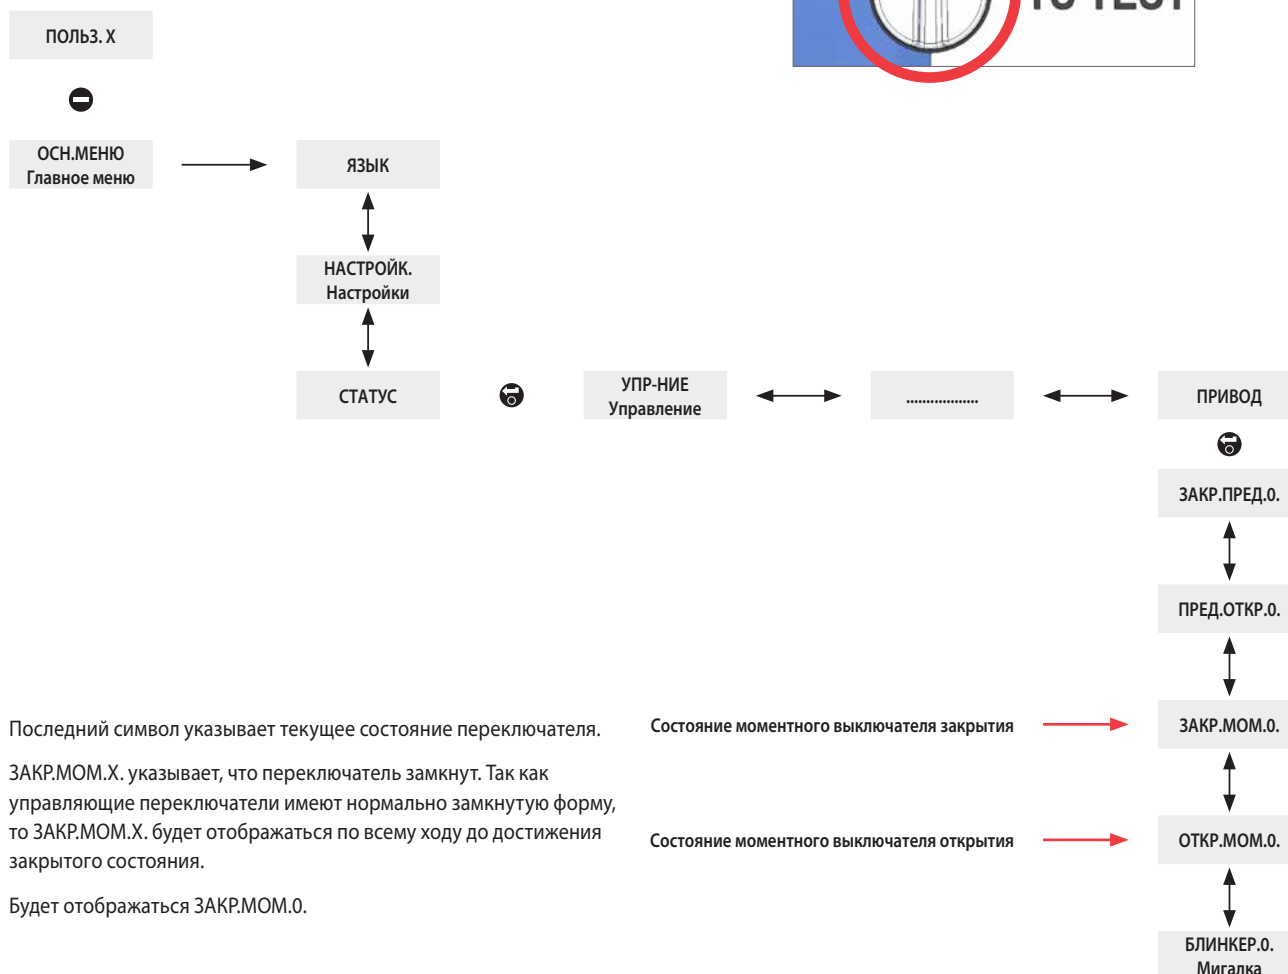 TEST
ПОЛЬЗ. X
ОСН.МЕНЮ
Главное меню
ЯЗЫК
НАСТРОЙК.
Настройки
СТАТУС
УПР-НИЕ
Управление
..................
ПРИВОД
ЗАКР.ПРЕД.0.
ПРЕД.ОТКР.0.
Последний символ указывает текущее состояние переключателя.
Состояние моментного выключателя закрытия
ЗАКР.МОМ.0.
ЗАКР.МОМ.X. указывает, что переключатель замкнут. Так как
управляющие переключатели имеют нормально замкнутую форму,
то ЗАКР.МОМ.X. будет отображаться по всему ходу до достижения
закрытого состояния.
Состояние моментного выключателя открытия
ОТКР.МОМ.0.
Будет отображаться ЗАКР.МОМ.0.
БЛИНКЕР.0.
Мигалка